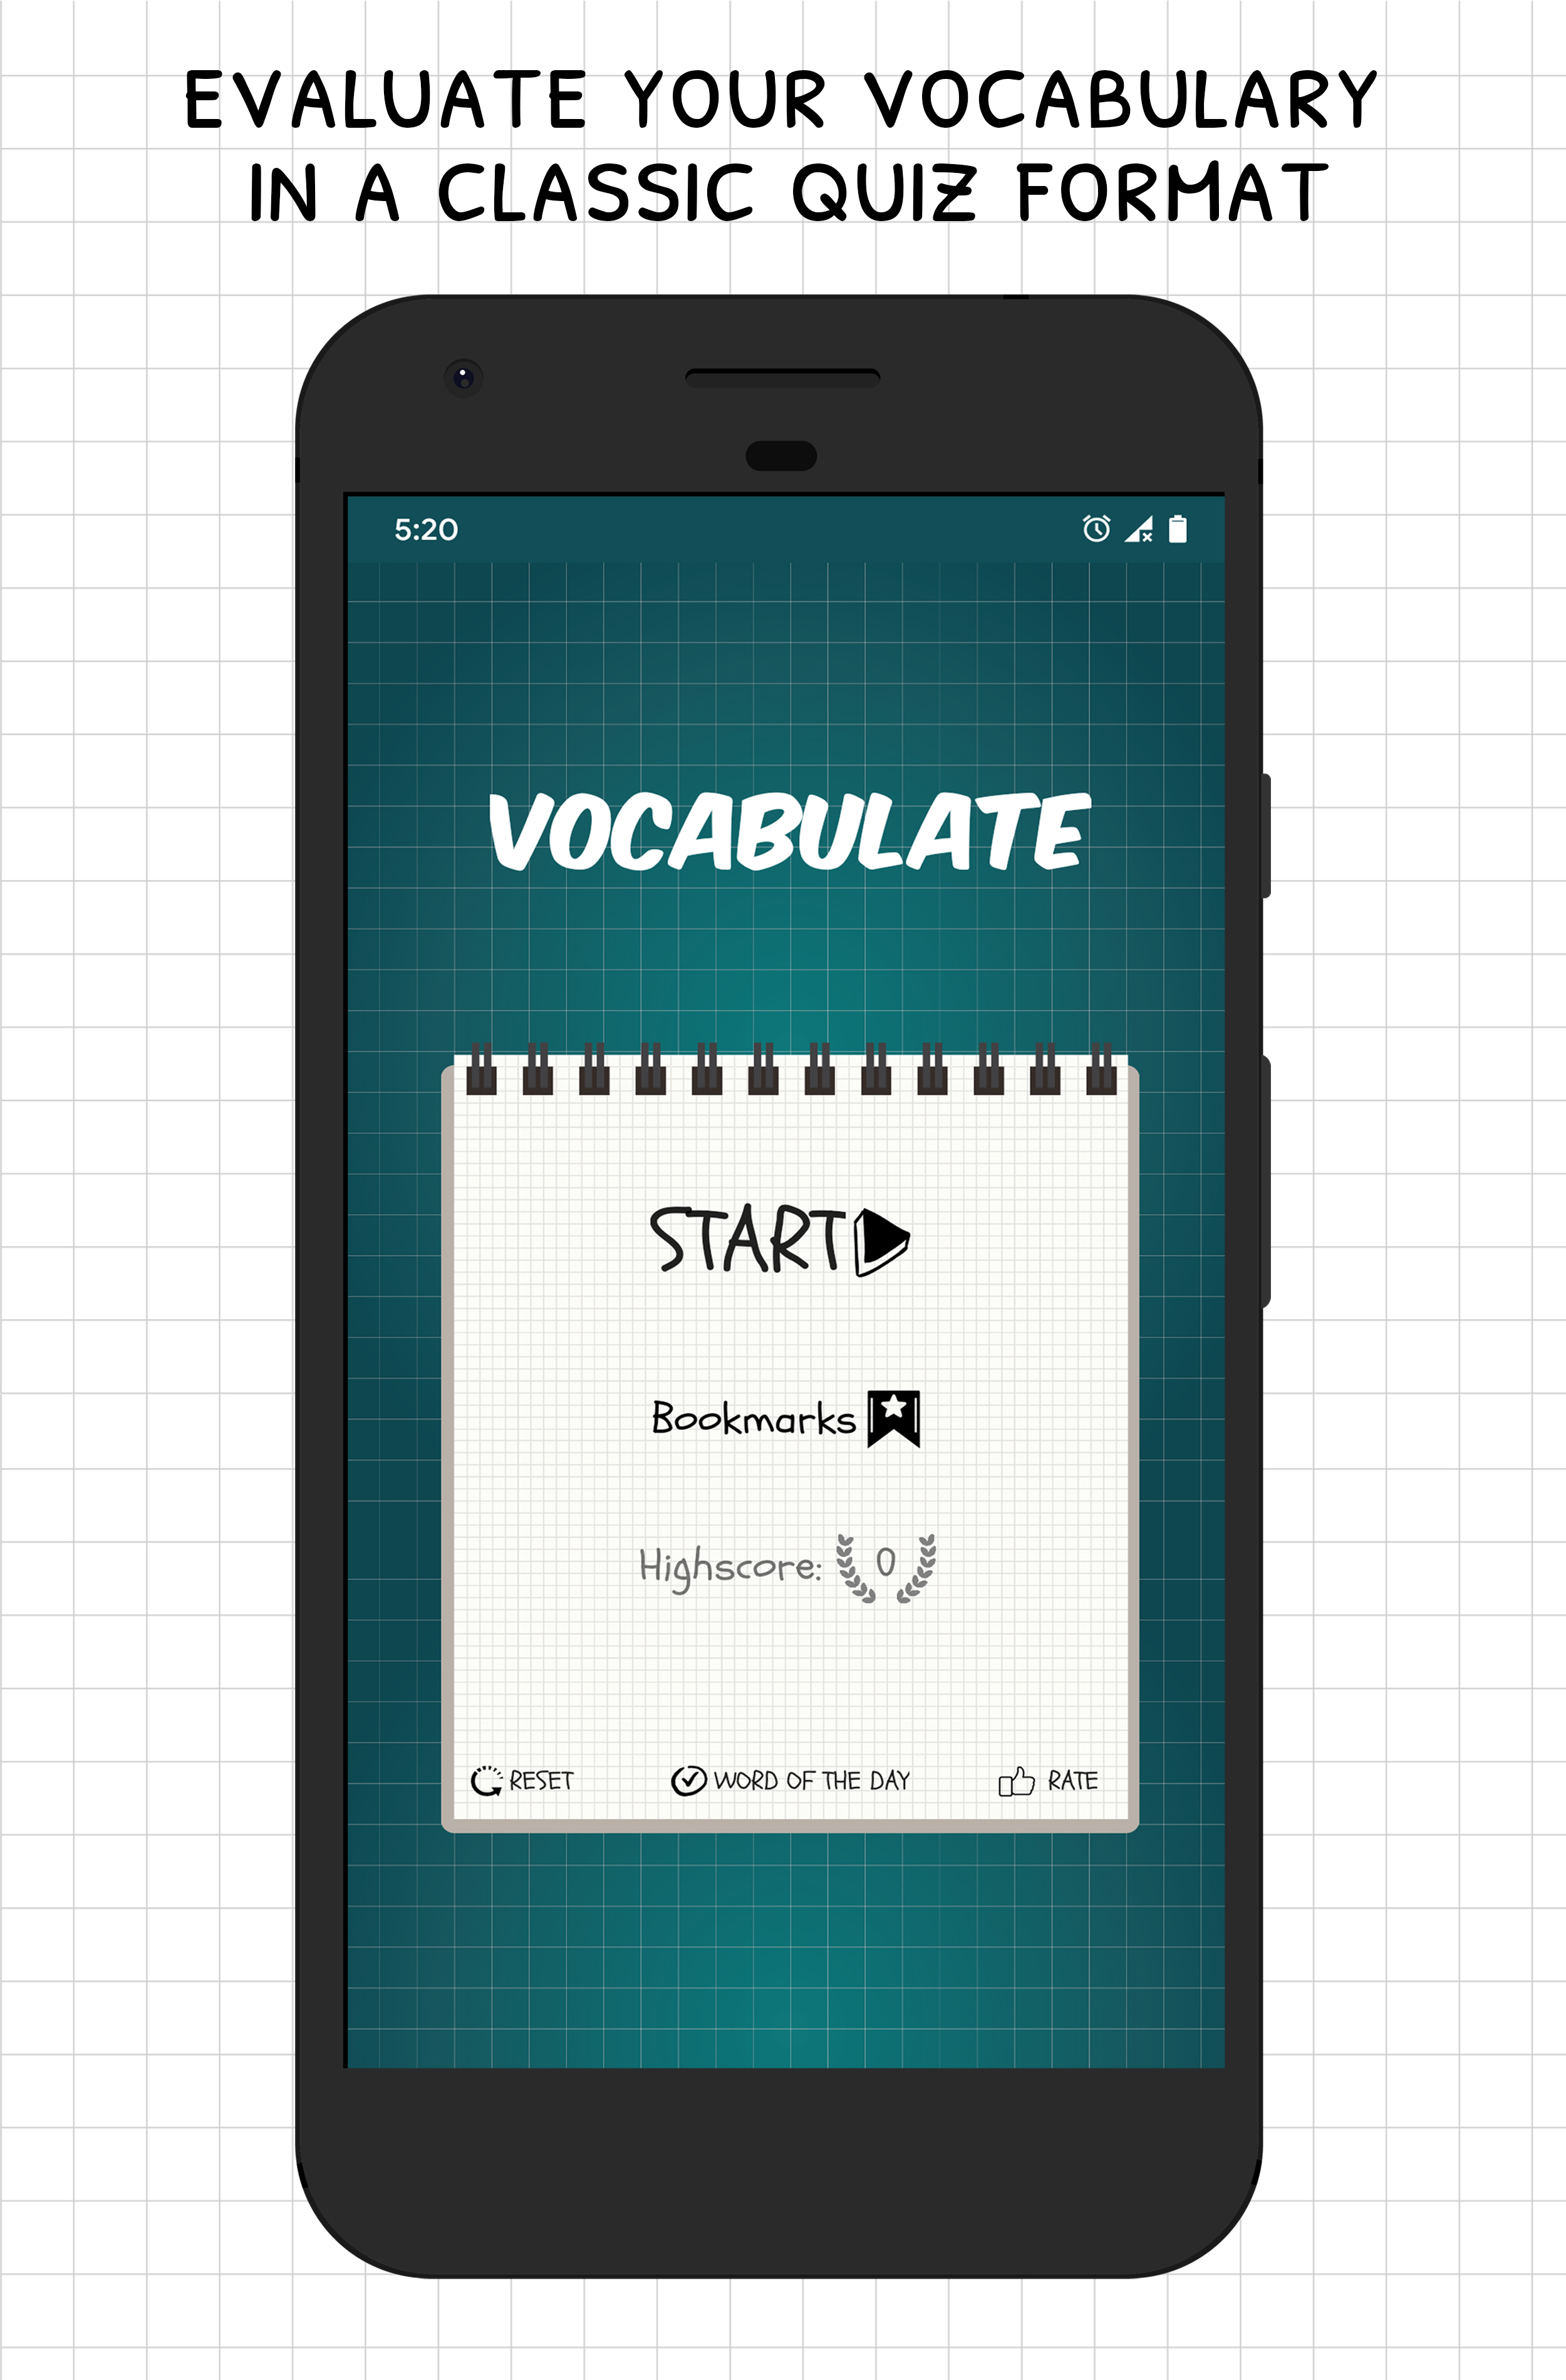 EVALUATE YOUR VOCABULARY
IN A CLASSIC QUIZ FORMAT
5:20
VOCABULATE
START
Bookmarks
Highscore: 0
RESET WORD OF THE DAY RATE